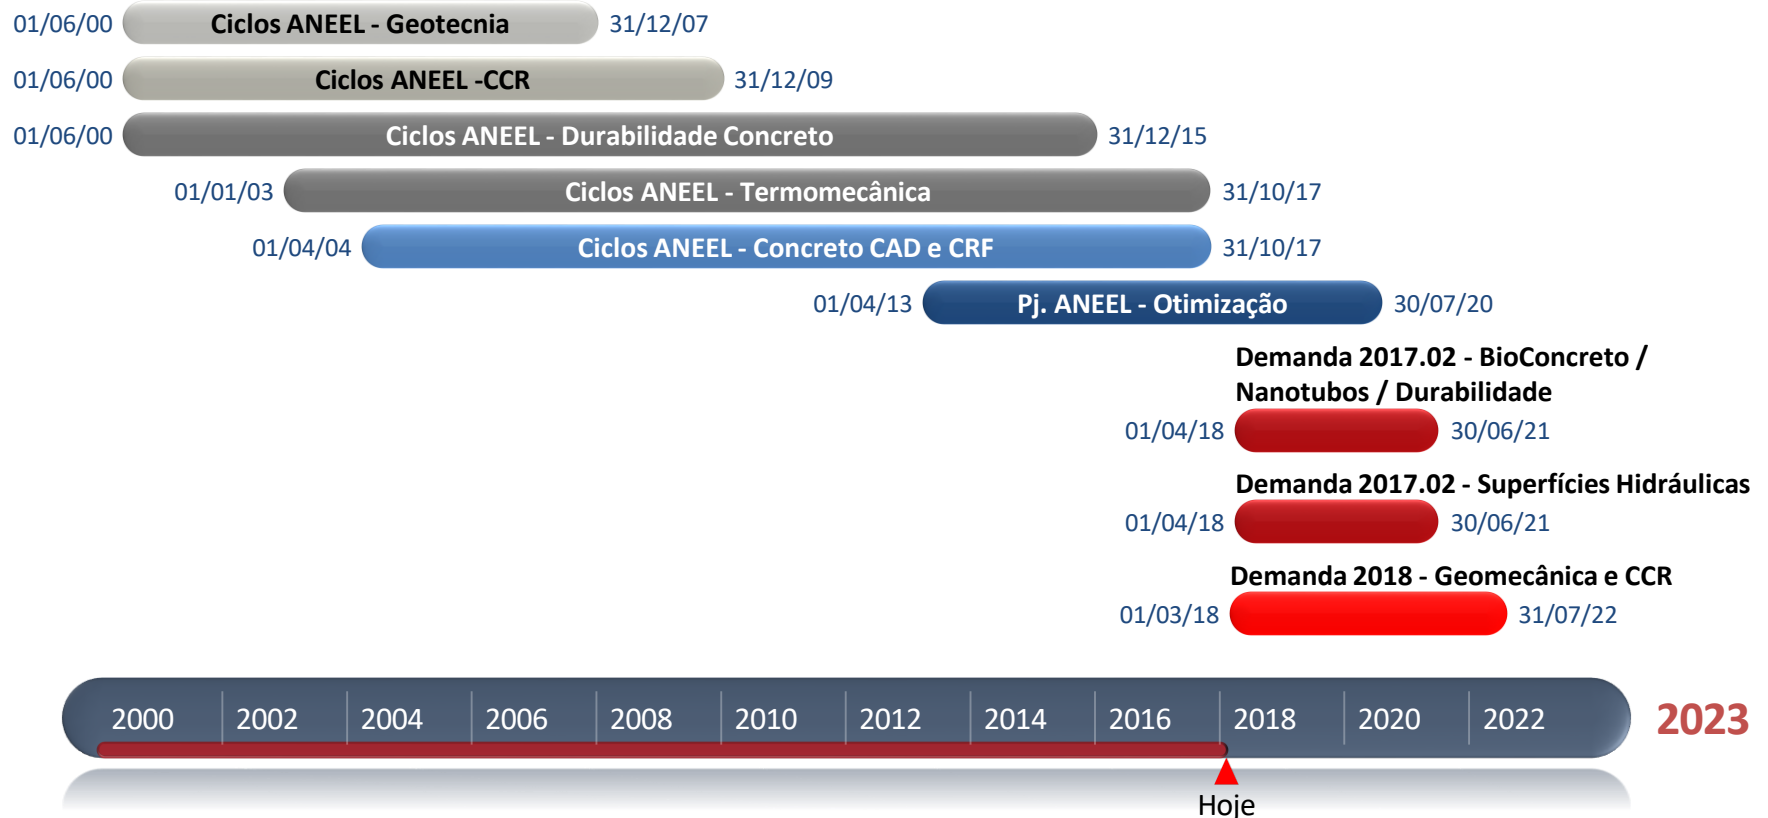 01/06/00 Ciclos ANEEL - Geotecnia 31/12/07
01/06/00 Ciclos ANEEL -CCR 31/12/09
01/06/00 Ciclos ANEEL - Durabilidade Concreto 31/12/15
01/01/03 Ciclos ANEEL - Termomecânica 31/10/17
01/04/04 Ciclos ANEEL - Concreto CAD e CRF 31/10/17
01/04/13 Pj. ANEEL - Otimização 30/07/20
Demanda 2017.02 - BioConcreto /
Nanotubos / Durabilidade
01/04/18 30/06/21
Demanda 2017.02 - Superfícies Hidráulicas
01/04/18 30/06/21
Demanda 2018 - Geomecânica e CCR
01/03/18 31/07/22
2000 2002 2004 2006 2008 2010 2012 2014 2016 2018 2020 2022 2023
Hoje